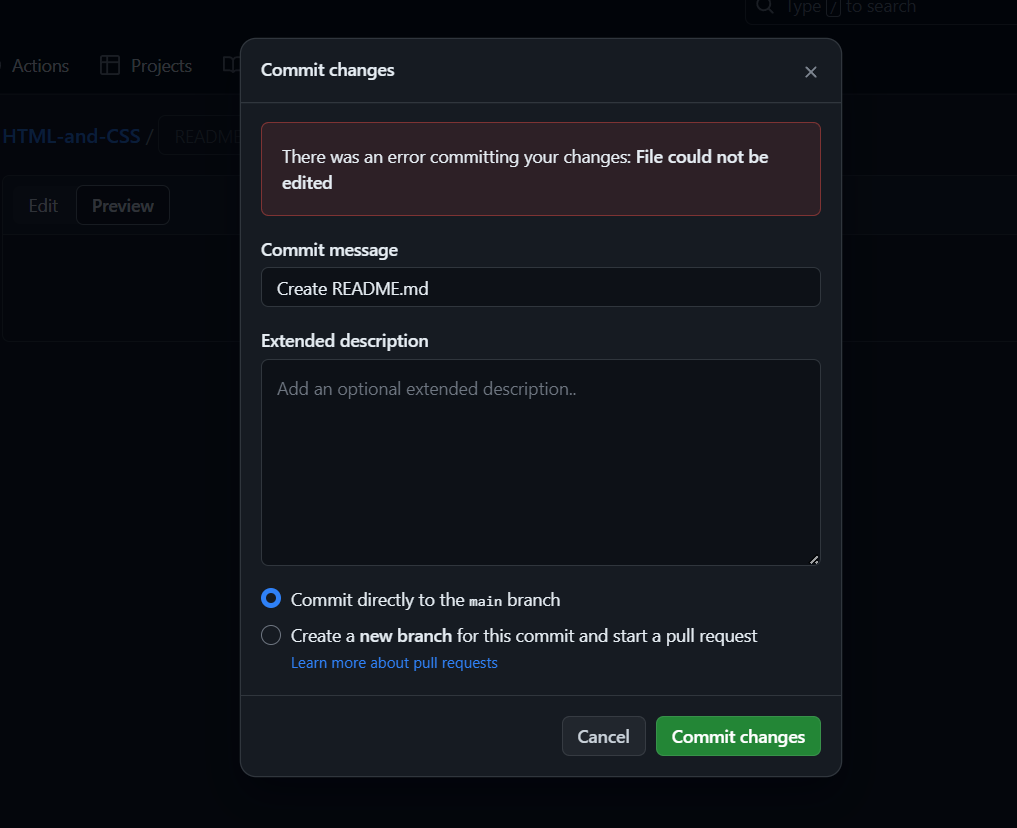 Type / to search
Actions Projects
Commit changes
HTML-and-CSS / README
There was an error committing your changes: File could not be
edited
Edit Preview
Commit message
Create README.md
Extended description
Add an optional extended description..
Commit directly to the main branch
Create a new branch for this commit and start a pull request
Learn more about pull requests
Cancel Commit changes